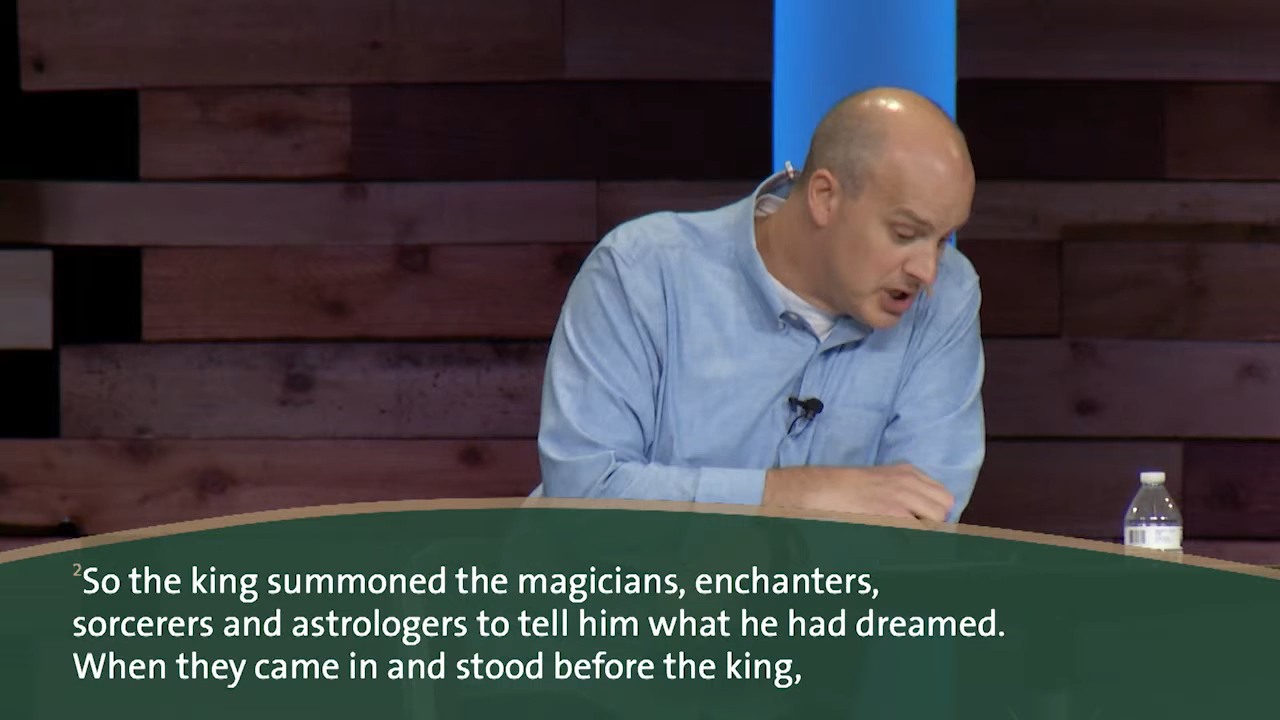 2So the king summoned the magicians, enchanters,
sorcerers and astrologers to tell him what he had dreamed.
When they came in and stood before the king,